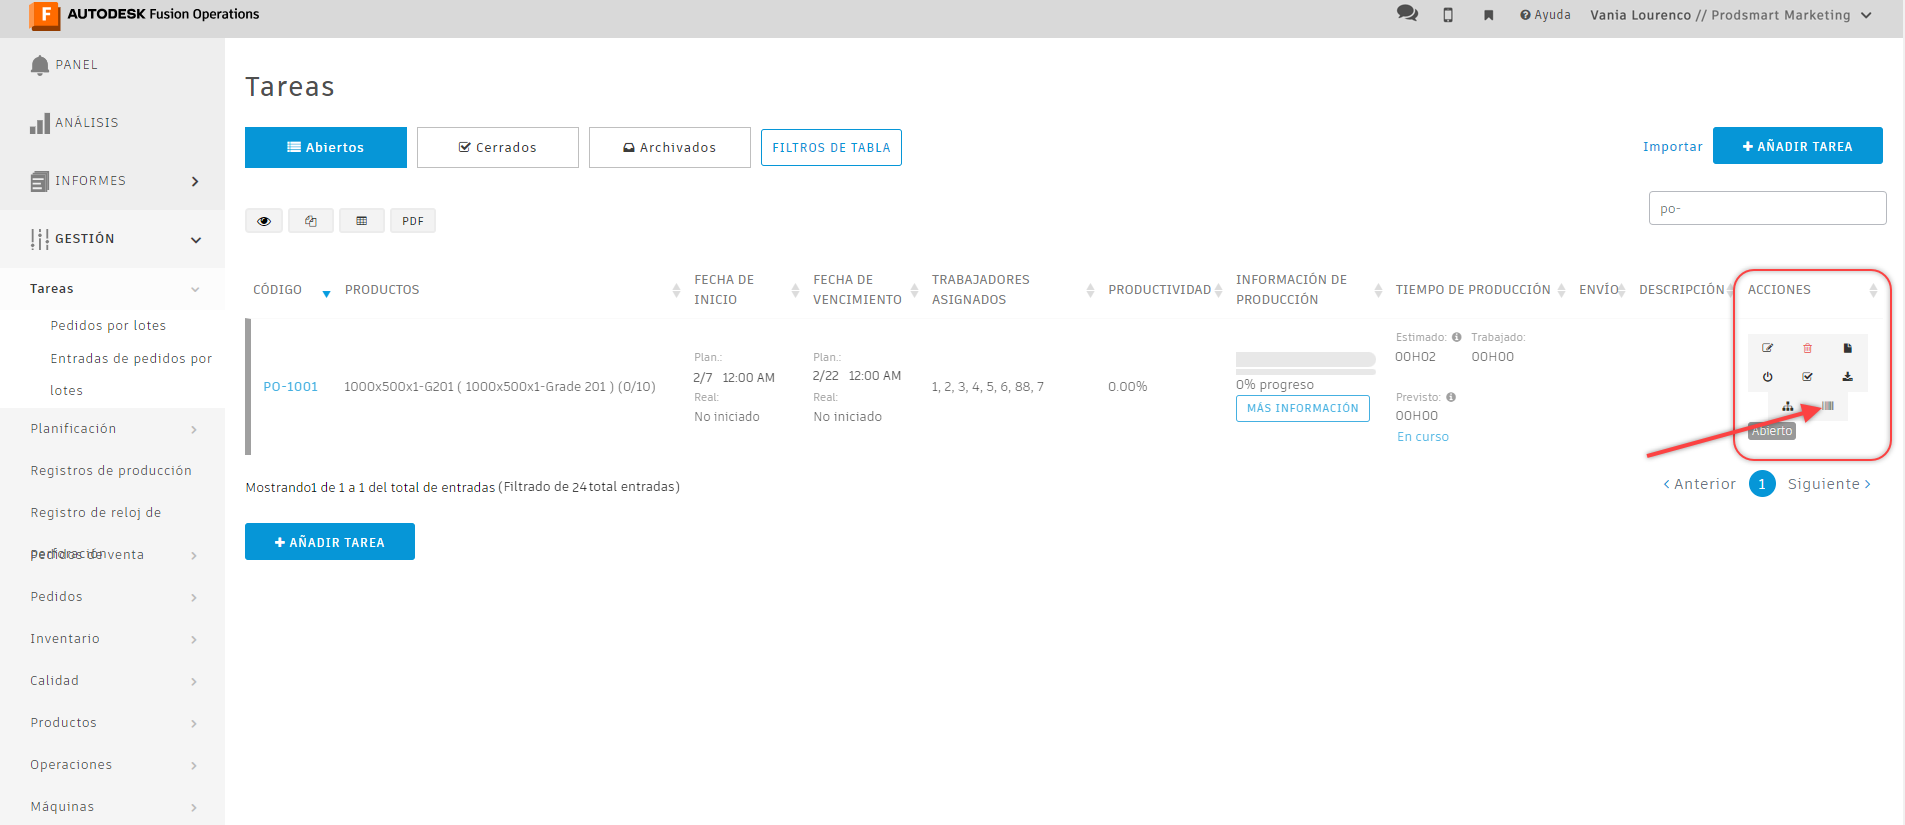 F AUTODESK Fusion Operations
Ayuda
Vania Lourenco // Prodsmart Marketing
PANEL
ANÁLISIS
INFORMES
GESTIÓN
Tareas
Pedidos por lotes
Entradas de pedidos por
lotes
Planificación
Registros de producción
Registro de reloj de
perforación
Pedidos de venta
Pedidos
Inventario
Calidad
Productos
Operaciones
Máquinas
Tareas
Abiertos
Cerrados
Archivados
FILTROS DE TABLA
Importar
+ AÑADIR TAREA
PDF
po-
CÓDIGO
PRODUCTOS
FECHA DE
INICIO
FECHA DE
VENCIMIENTO
TRABAJADORES
ASIGNADOS
PRODUCTIVIDAD
INFORMACIÓN DE
PRODUCCIÓN
TIEMPO DE PRODUCCIÓN
ENVÍO
DESCRIPCIÓN
ACCIONES
PO-1001
1000x500x1-G201 ( 1000x500x1-Grade 201 ) (0/10)
Plan.:
2/7 12:00 AM
Real:
No iniciado
Plan.:
2/22 12:00 AM
Real:
No iniciado
1, 2, 3, 4, 5, 6, 88, 7
0.00%
0% progreso
MÁS INFORMACIÓN
Estimado: Trabajado:
00H02 00H00
Previsto:
00H00
En curso
Abierto
Mostrando1 de 1 a 1 del total de entradas (Filtrado de 24total entradas)
< Anterior 1 Siguiente >
+ AÑADIR TAREA